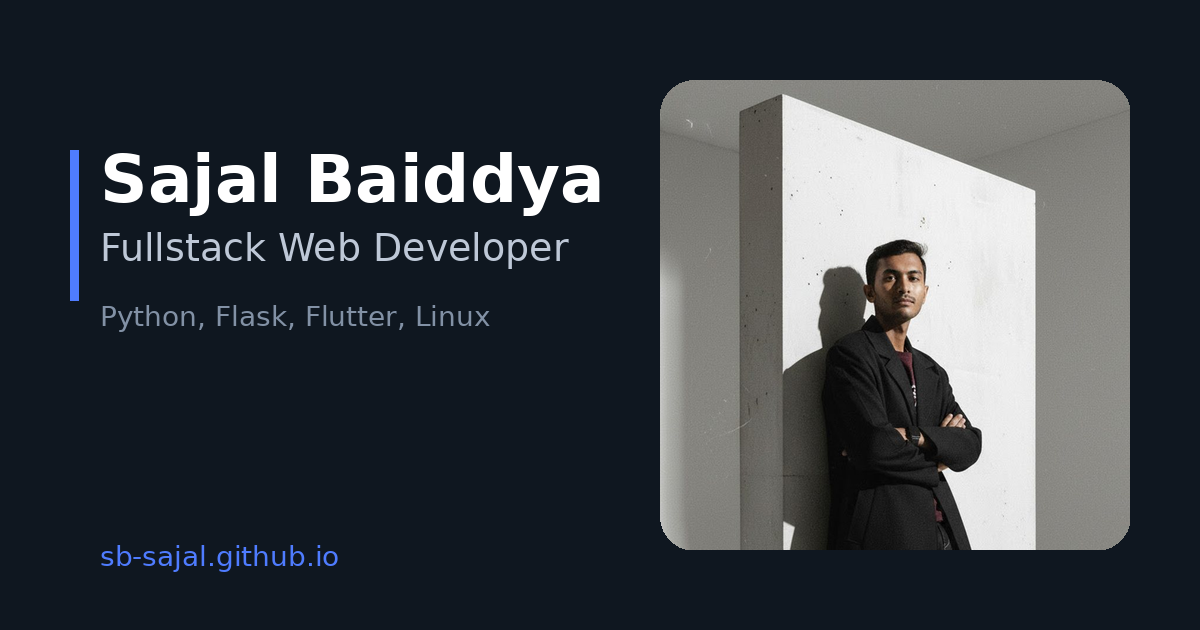 Sajal Baiddya
Fullstack Web Developer
Python, Flask, Flutter, Linux
sb-sajal.github.io